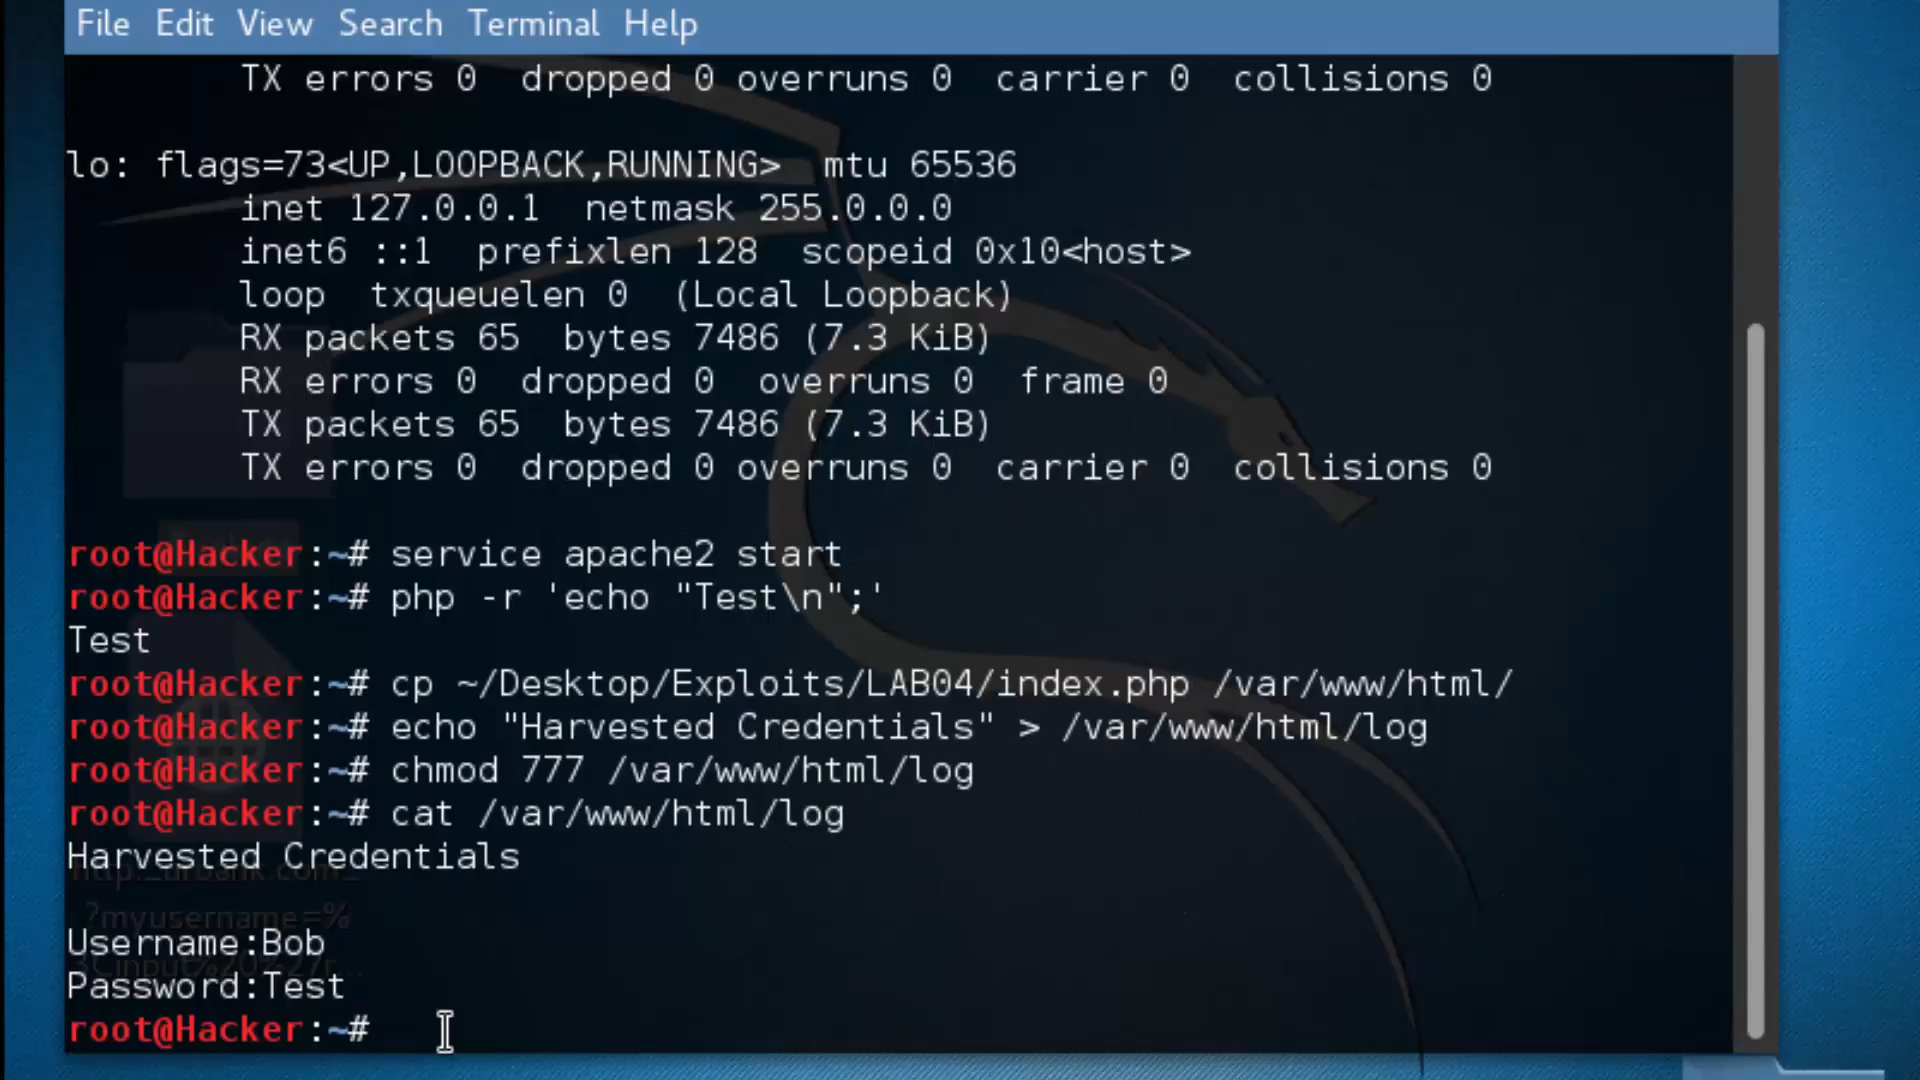 File Edit View Search Terminal Help
TX errors 0 dropped 0 overruns 0 carrier 0 collisions 0
lo: flags=73<UP,LOOPBACK,RUNNING> mtu 65536
inet 127.0.0.1 netmask 255.0.0.0
inet6 ::1 prefixlen 128 scopeid 0x10<host>
loop txqueuelen 0 (Local Loopback)
RX packets 65 bytes 7486 (7.3 KiB)
RX errors 0 dropped 0 overruns 0 frame 0
TX packets 65 bytes 7486 (7.3 KiB)
TX errors 0 dropped 0 overruns 0 carrier 0 collisions 0
root@Hacker:~# service apache2 start
root@Hacker:~# php -r 'echo "Test\n";'
Test
root@Hacker:~# cp ~/Desktop/Exploits/LAB04/index.php /var/www/html/
root@Hacker:~# echo "Harvested Credentials" > /var/www/html/log
root@Hacker:~# chmod 777 /var/www/html/log
root@Hacker:~# cat /var/www/html/log
Harvested Credentials
?myusername=%
Username:Bob
Password:Test
root@Hacker:~#